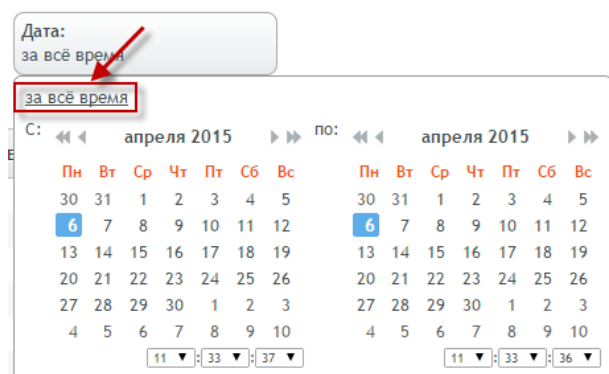 Дата:
за всё время
за всё время
С: апреля 2015 по: апреля 2015
Пн Вт Ср Чт Пт Сб Вс Пн Вт Ср Чт Пт Сб Вс
30 31 1 2 3 4 5 30 31 1 2 3 4 5
6 7 8 9 10 11 12 6 7 8 9 10 11 12
13 14 15 16 17 18 19 13 14 15 16 17 18 19
20 21 22 23 24 25 26 20 21 22 23 24 25 26
27 28 29 30 1 2 3 27 28 29 30 1 2 3
4 5 6 7 8 9 10 4 5 6 7 8 9 10
11 : 33 : 37 11 : 33 : 36